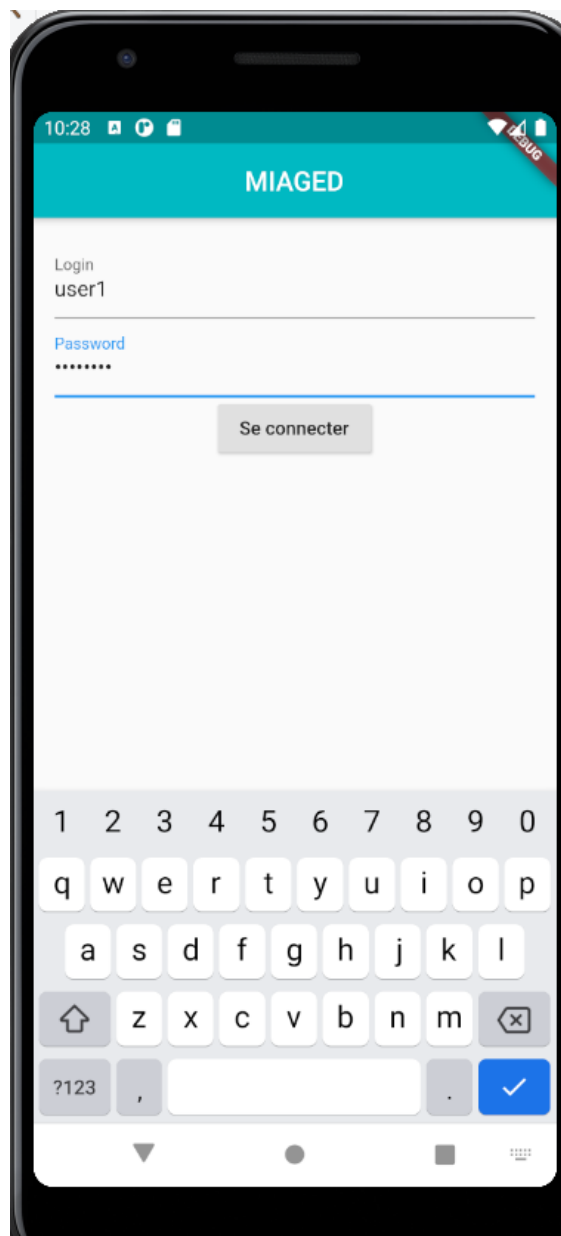 10:28
DEBUG
MIAGED
Login
user1
Password
••••••••
Se connecter
1 2 3 4 5 6 7 8 9 0
q w e r t y u i o p
a s d f g h j k l
z x c v b n m
?123 , .